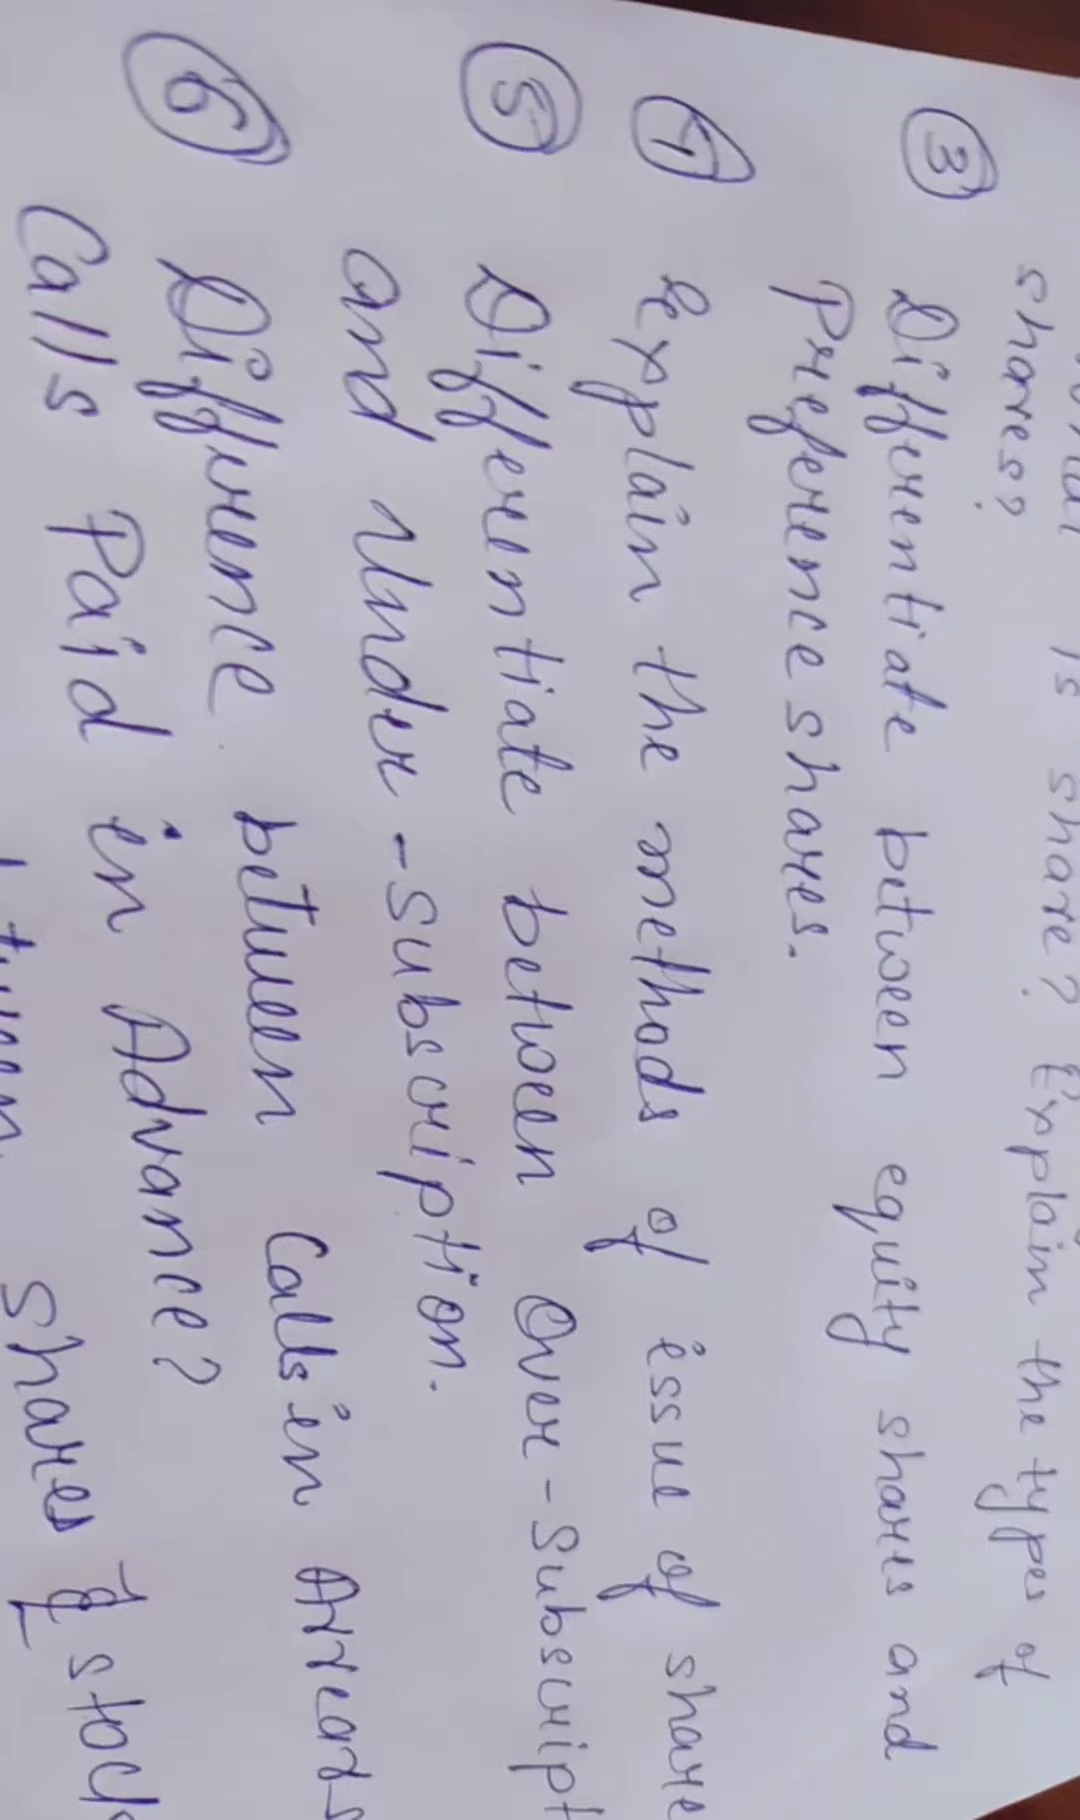 is share? Explain the types of
shares?
③ Differentiate between equity shares and
Preference shares.
④ Explain the methods of issue of share
⑤ Differentiate between Over-Subscript
and Under-Subscription.
⑥ Difference between Calls in Arrears
Calls Paid in Advance?
shares & stock